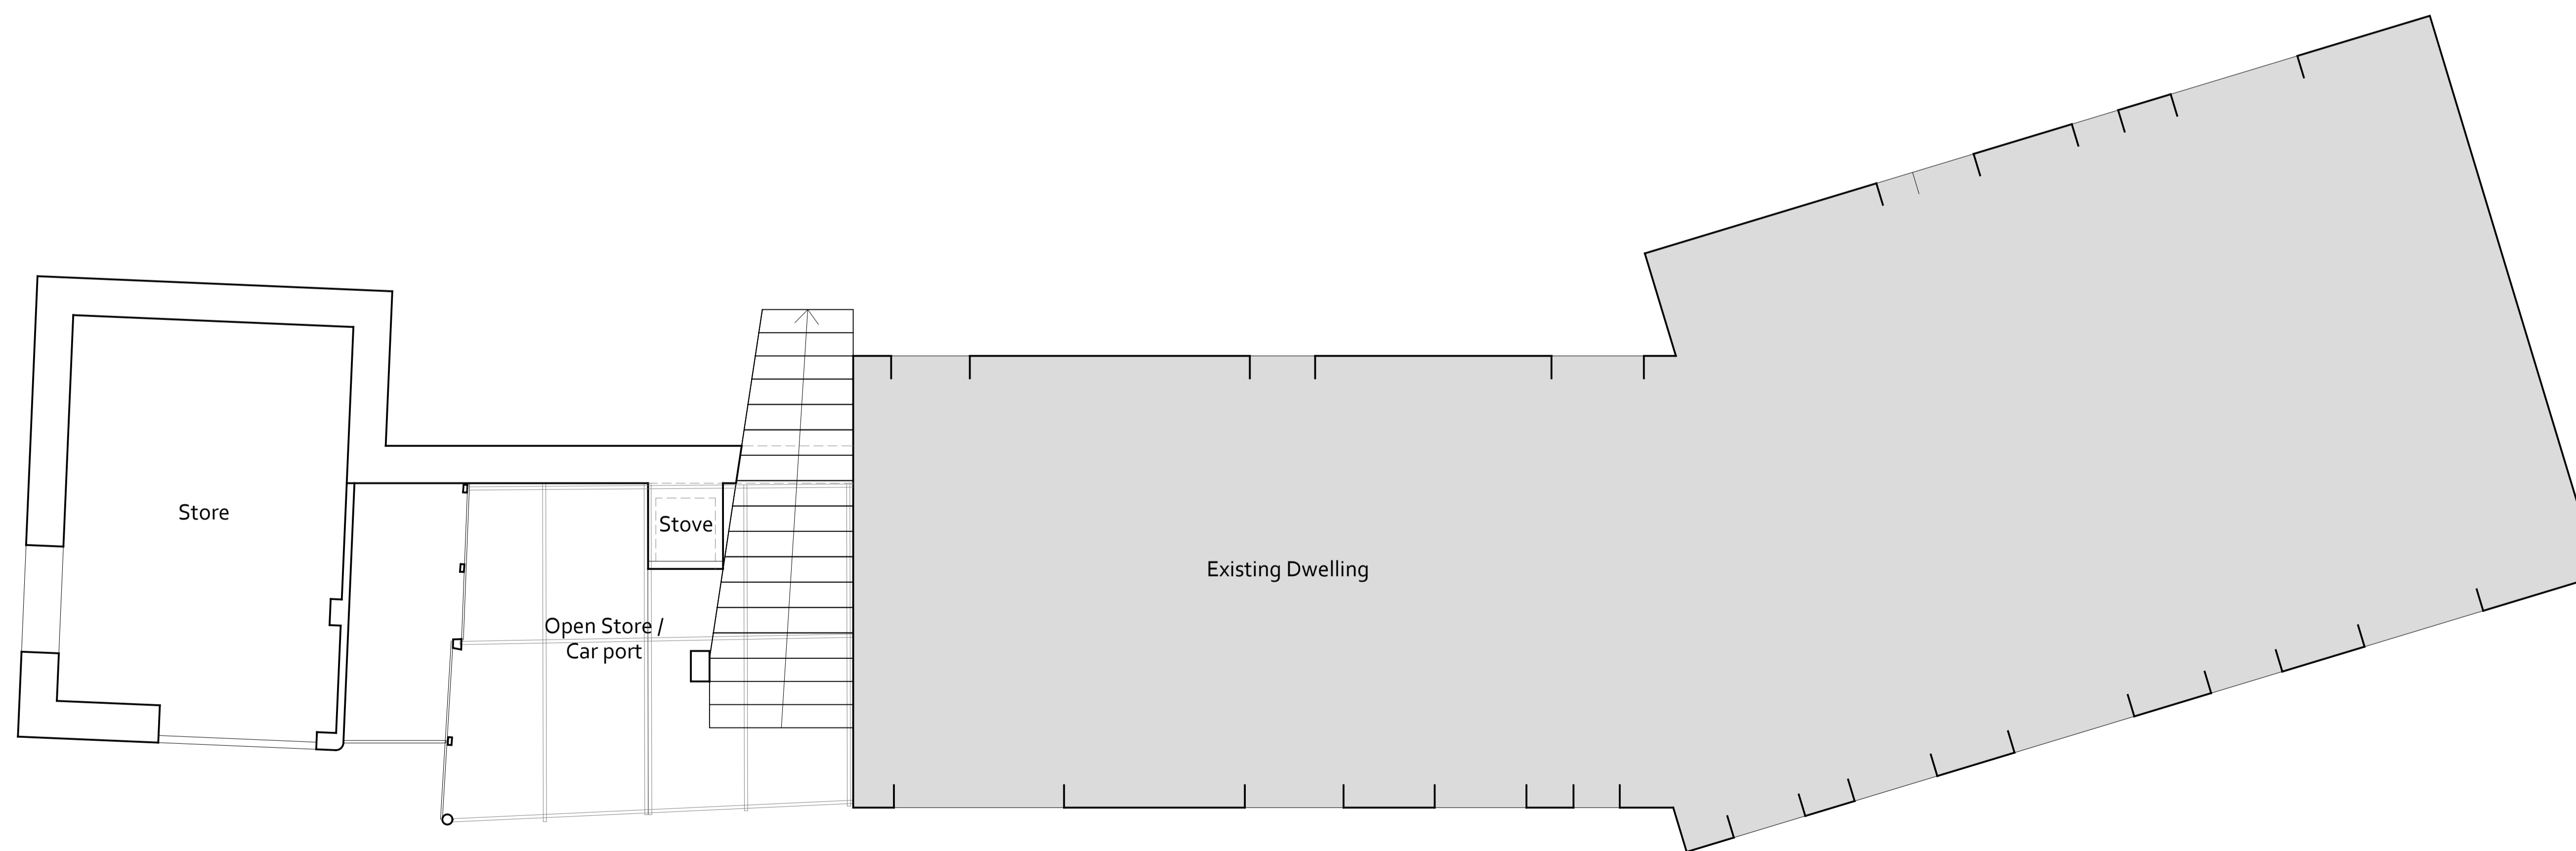 Store
Stove
Existing Dwelling
Open Store /
Car port